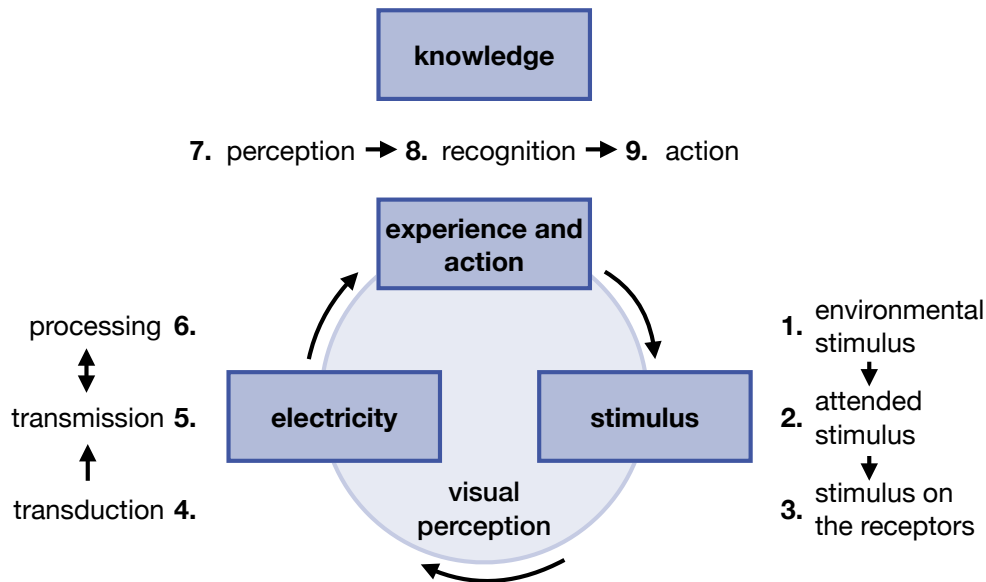 knowledge
7. perception 8. recognition 9. action
experience and
action
processing 6.
transmission 5.
transduction 4.
electricity
stimulus
visual
perception
1. environmental
stimulus
2. attended
stimulus
3. stimulus on
the receptors